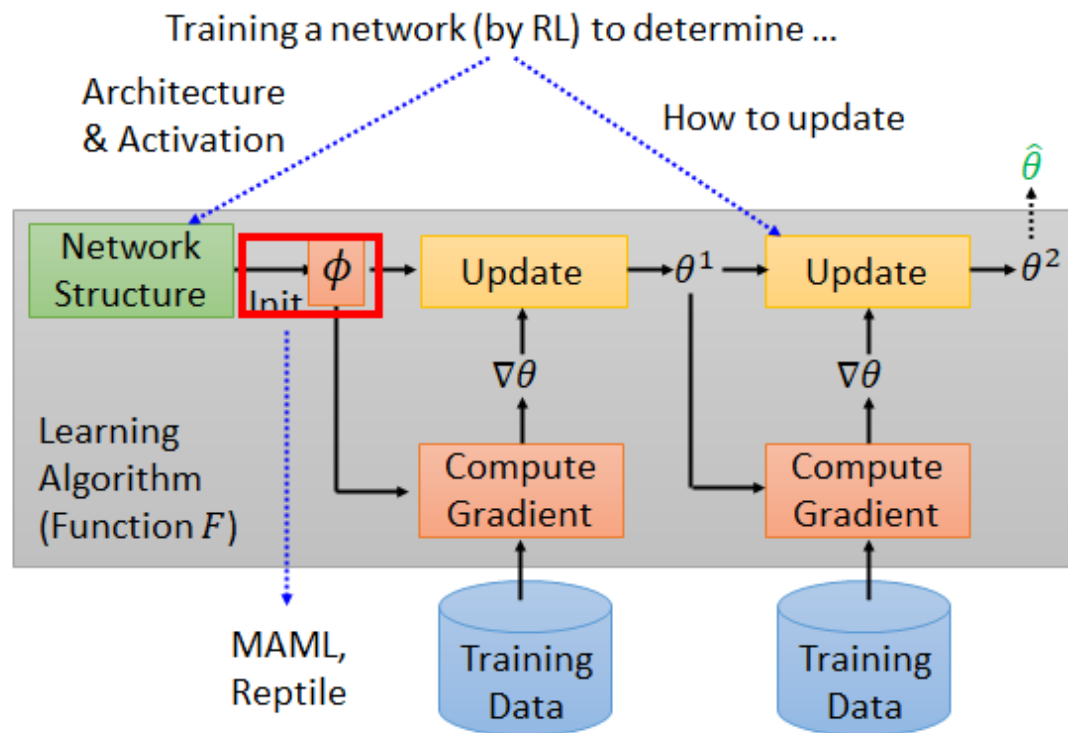 Training a network (by RL) to determine ...
Architecture
& Activation
How to update
θ̂
Network
Structure
Init
ϕ
Update
θ¹
Update
θ²
∇θ
∇θ
Learning
Algorithm
(Function F)
Compute
Gradient
Compute
Gradient
MAML,
Reptile
Training
Data
Training
Data